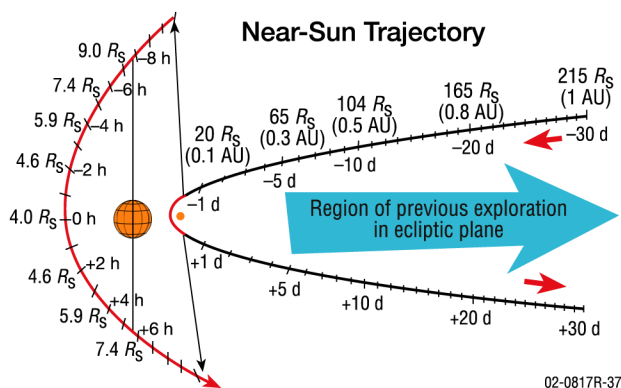 Near-Sun Trajectory
9.0 Rs
–8 h
7.4 Rs
–6 h
5.9 Rs
–4 h
4.6 Rs
–2 h
4.0 Rs
–0 h
4.6 Rs
+2 h
5.9 Rs
+4 h
7.4 Rs
+6 h
20 Rs
(0.1 AU)
65 Rs
(0.3 AU)
104 Rs
(0.5 AU)
165 Rs
(0.8 AU)
215 Rs
(1 AU)
–1 d
–5 d
–10 d
–20 d
–30 d
Region of previous exploration
in ecliptic plane
+1 d
+5 d
+10 d
+20 d
+30 d
02-0817R-37